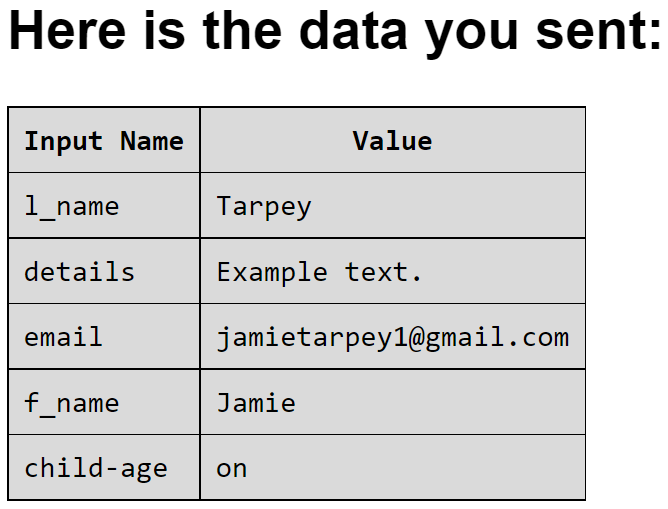 Here is the data you sent:
Input Name Value
l_name Tarpey
details Example text.
email jamietarpey1@gmail.com
f_name Jamie
child-age on